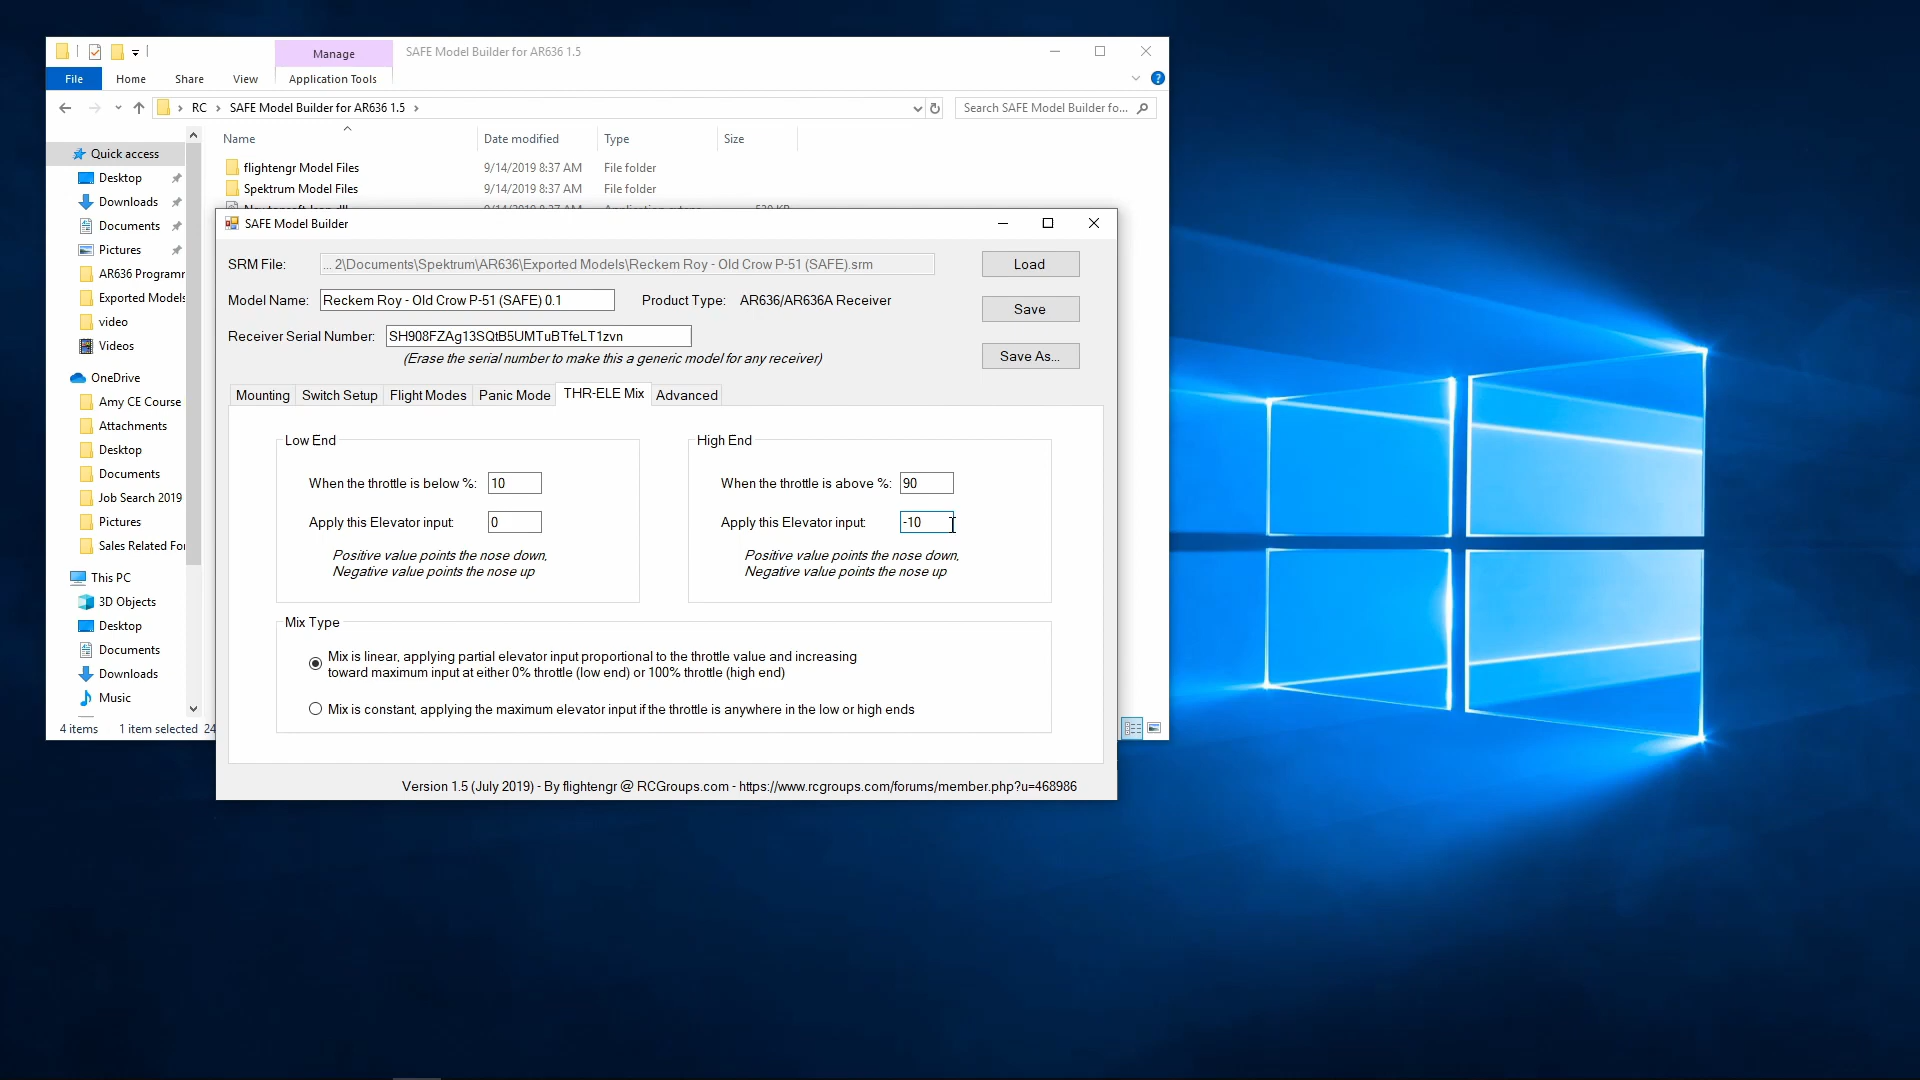 Manage
SAFE Model Builder for AR636 1.5
File
Home
Share
View
Application Tools
RC
SAFE Model Builder for AR636 1.5
Search SAFE Model Builder fo...
Name
Date modified
Type
Size
Quick access
Desktop
Downloads
Documents
Pictures
AR636 Programr
Exported Models
video
Videos
OneDrive
Amy CE Course
Attachments
Desktop
Documents
Job Search 2019
Pictures
Sales Related For
This PC
3D Objects
Desktop
Documents
Downloads
Music
flightengr Model Files
9/14/2019 8:37 AM
File folder
Spektrum Model Files
9/14/2019 8:37 AM
File folder
4 items
1 item selected 24
SAFE Model Builder
SRM File:
... 2\Documents\Spektrum\AR636\Exported Models\Reckem Roy - Old Crow P-51 (SAFE).srm
Load
Model Name:
Reckem Roy - Old Crow P-51 (SAFE) 0.1
Product Type: AR636/AR636A Receiver
Save
Receiver Serial Number:
SH908FZAg13SQtB5UMTuBTfeLT1zvn
(Erase the serial number to make this a generic model for any receiver)
Save As...
Mounting
Switch Setup
Flight Modes
Panic Mode
THR-ELE Mix
Advanced
Low End
When the throttle is below %:
10
Apply this Elevator input:
0
Positive value points the nose down,
Negative value points the nose up
High End
When the throttle is above %:
90
Apply this Elevator input:
-10
Positive value points the nose down,
Negative value points the nose up
Mix Type
Mix is linear, applying partial elevator input proportional to the throttle value and increasing
toward maximum input at either 0% throttle (low end) or 100% throttle (high end)
Mix is constant, applying the maximum elevator input if the throttle is anywhere in the low or high ends
Version 1.5 (July 2019) - By flightengr @ RCGroups.com - https://www.rcgroups.com/forums/member.php?u=468986